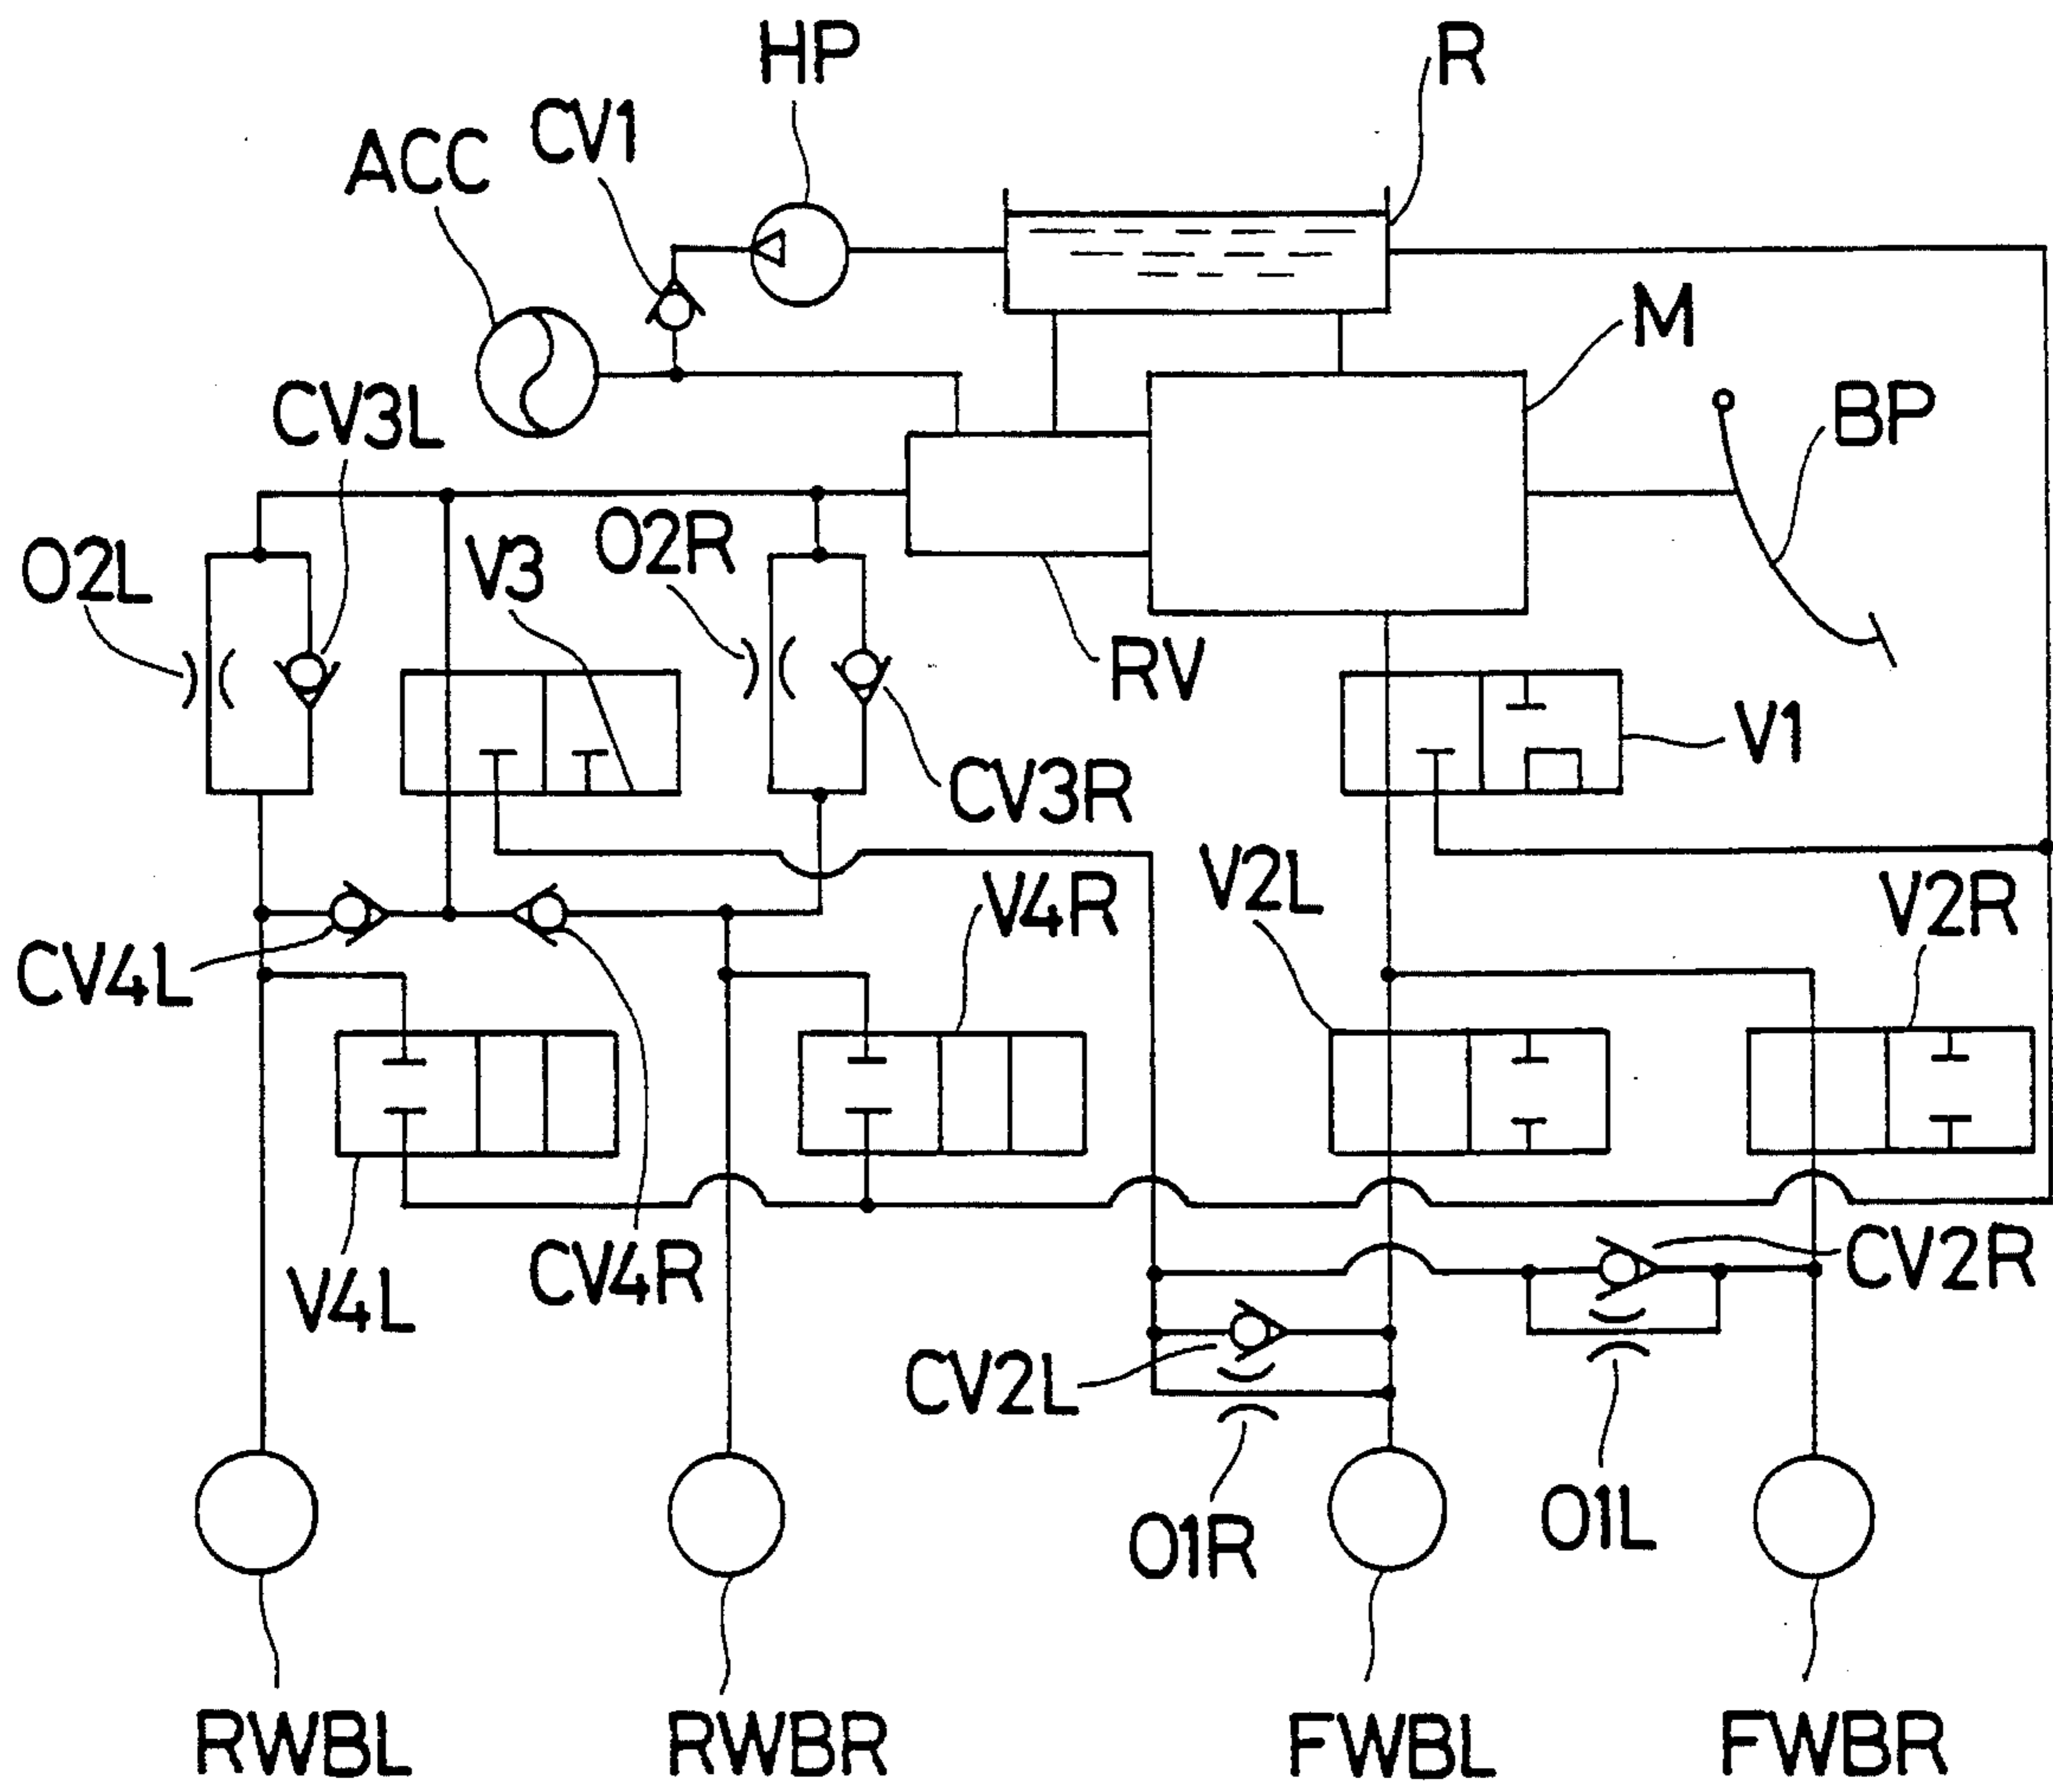 HP
R
CV1
ACC
M
CV3L
BP
O2R
V3
O2L
RV
V1
CV3R
V2L
V4R
V2R
CV4L
CV4R
CV2R
V4L
CV2L
O1L
O1R
RWBL
RWBR
FWBL
FWBR